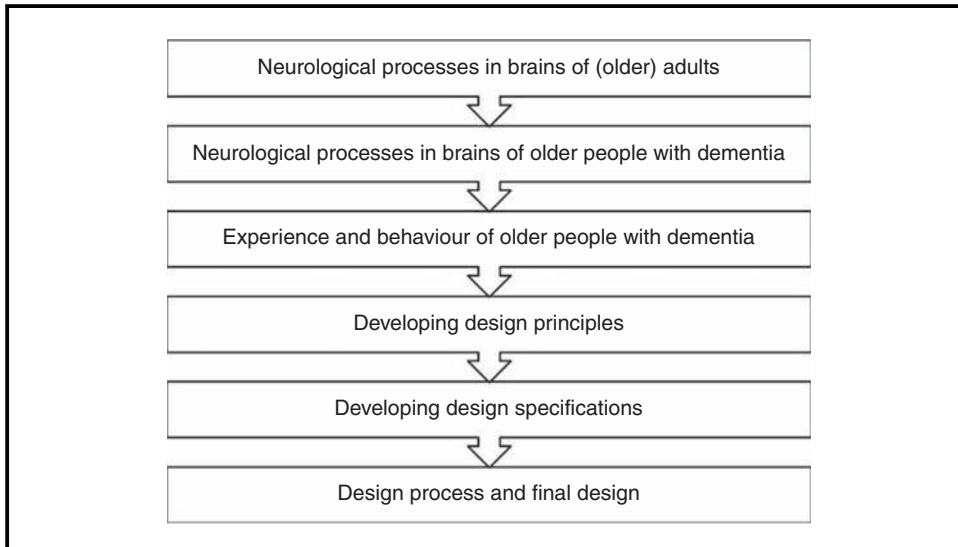 Neurological processes in brains of (older) adults
Neurological processes in brains of older people with dementia
Experience and behaviour of older people with dementia
Developing design principles
Developing design specifications
Design process and final design